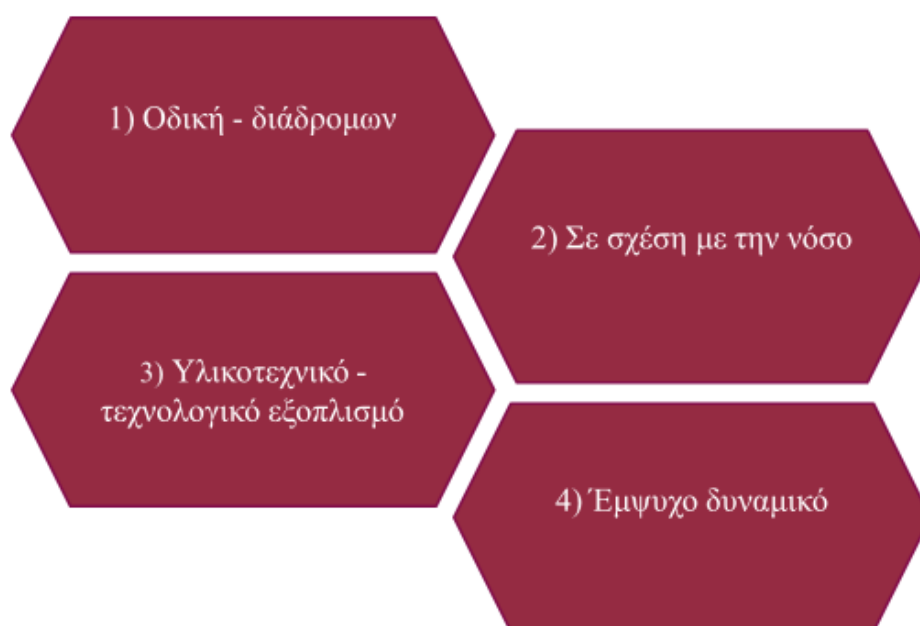 1) Οδική - διάδρομων
2) Σε σχέση με την νόσο
3) Υλικοτεχνικό -
τεχνολογικό εξοπλισμό
4) Έμψυχο δυναμικό